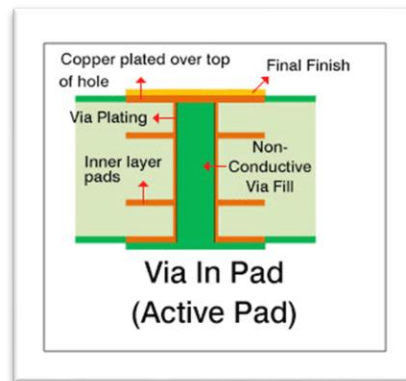 Copper plated over top
of hole
Final Finish
Via Plating
Inner layer
pads
Non-
Conductive
Via Fill
Via In Pad
(Active Pad)